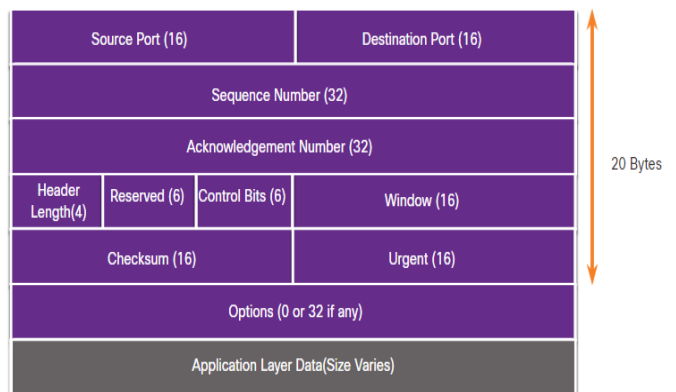 Source Port (16)
Destination Port (16)
Sequence Number (32)
Acknowledgement Number (32)
Header
Length(4)
Reserved (6)
Control Bits (6)
Window (16)
Checksum (16)
Urgent (16)
Options (0 or 32 if any)
Application Layer Data(Size Varies)
20 Bytes